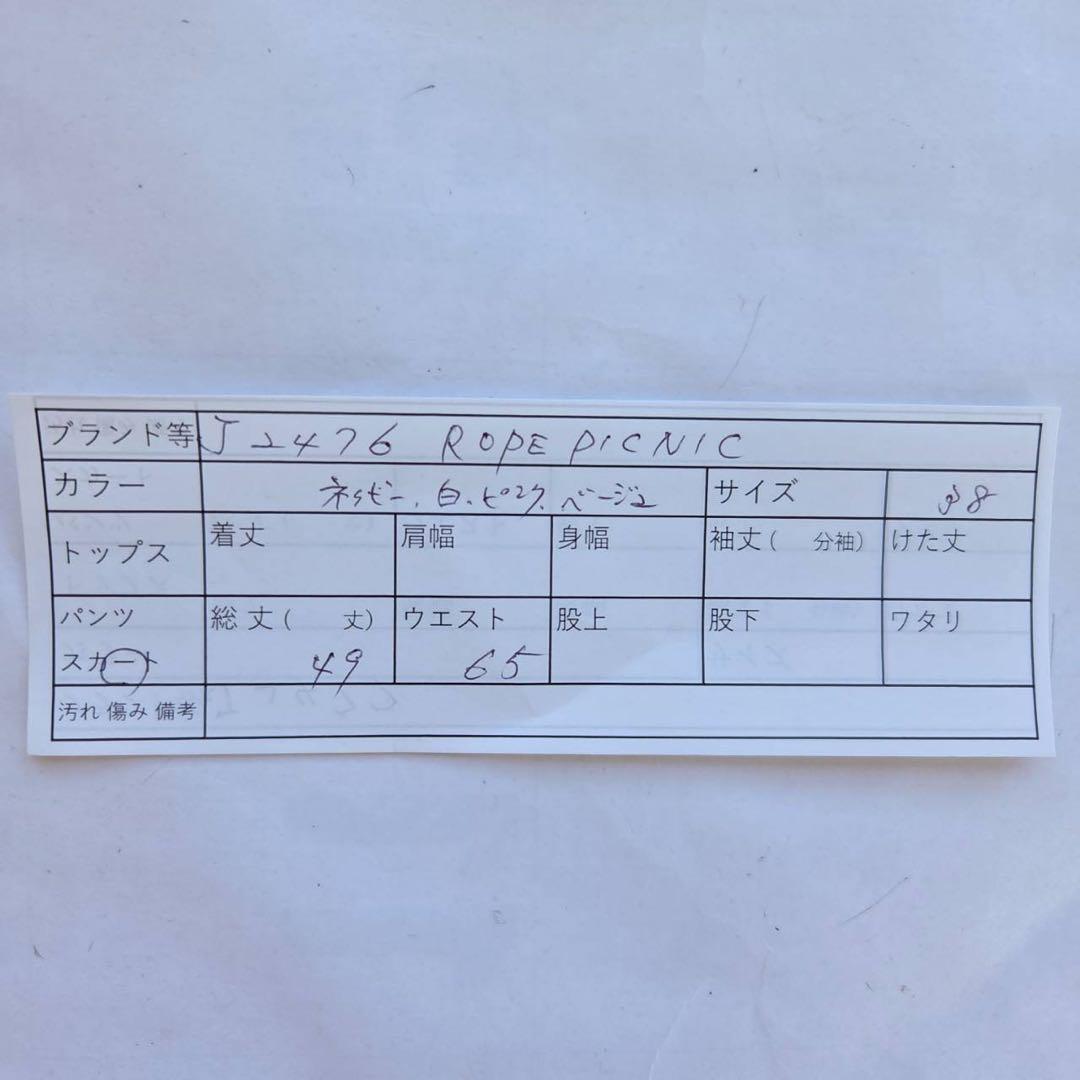 ブランド等 J2476 ROPE PICNIC
カラー ネイビー、白、ピンク、ベージュ サイズ 38
トップス 着丈 肩幅 身幅 袖丈( 分袖) けた丈
パンツ 総丈( 丈) ウエスト 股上 股下 ワタリ
スカート 49 65
汚れ 傷み 備考